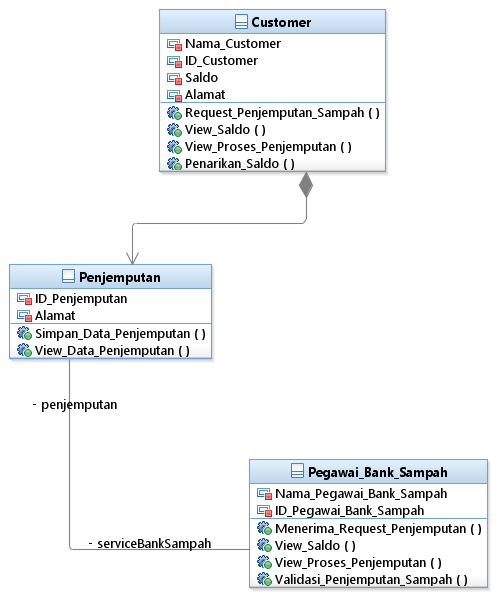 Customer
Nama_Customer
ID_Customer
Saldo
Alamat
Request_Penjemputan_Sampah ( )
View_Saldo ( )
View_Proses_Penjemputan ( )
Penarikan_Saldo ( )
Penjemputan
ID_Penjemputan
Alamat
Simpan_Data_Penjemputan ( )
View_Data_Penjemputan ( )
- penjemputan
- serviceBankSampah
Pegawai_Bank_Sampah
Nama_Pegawai_Bank_Sampah
ID_Pegawai_Bank_Sampah
Menerima_Request_Penjemputan ( )
View_Saldo ( )
View_Proses_Penjemputan ( )
Validasi_Penjemputan_Sampah ( )